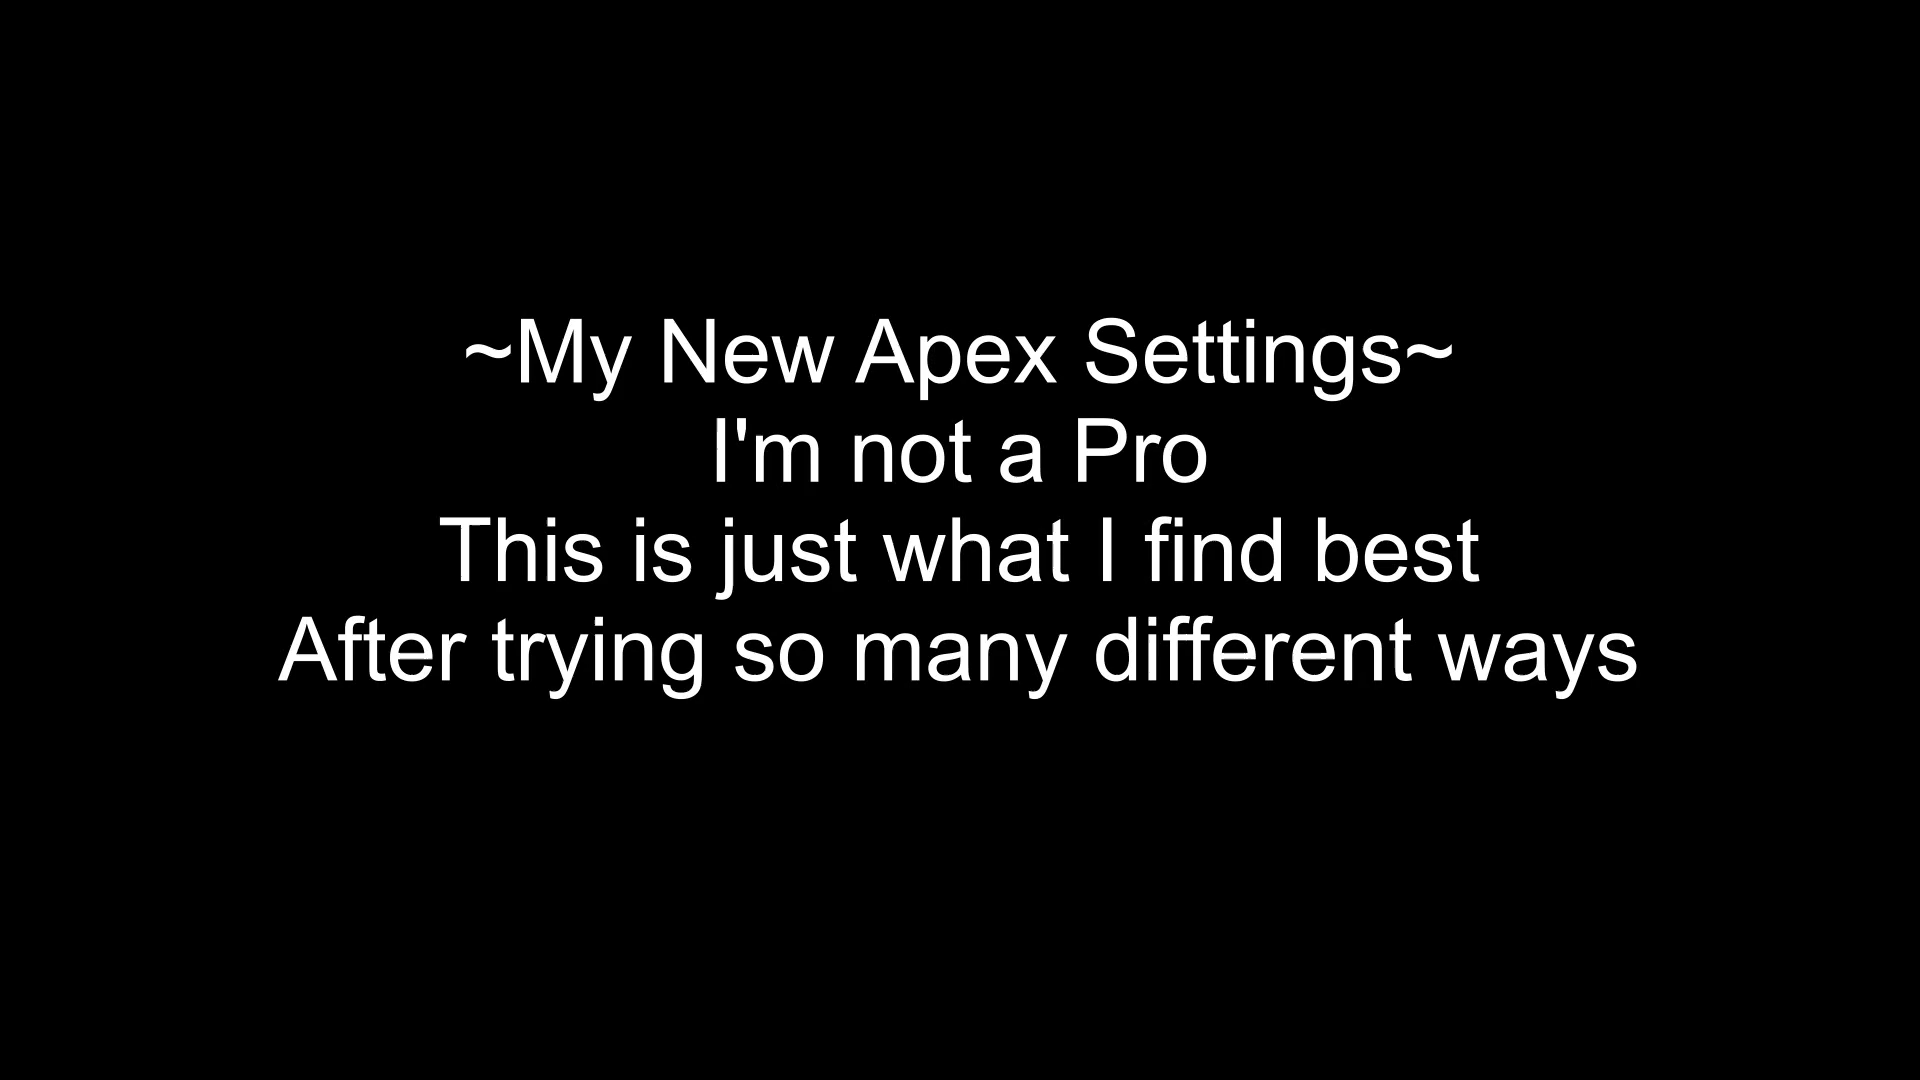 ~My New Apex Settings~
I'm not a Pro
This is just what I find best
After trying so many different ways